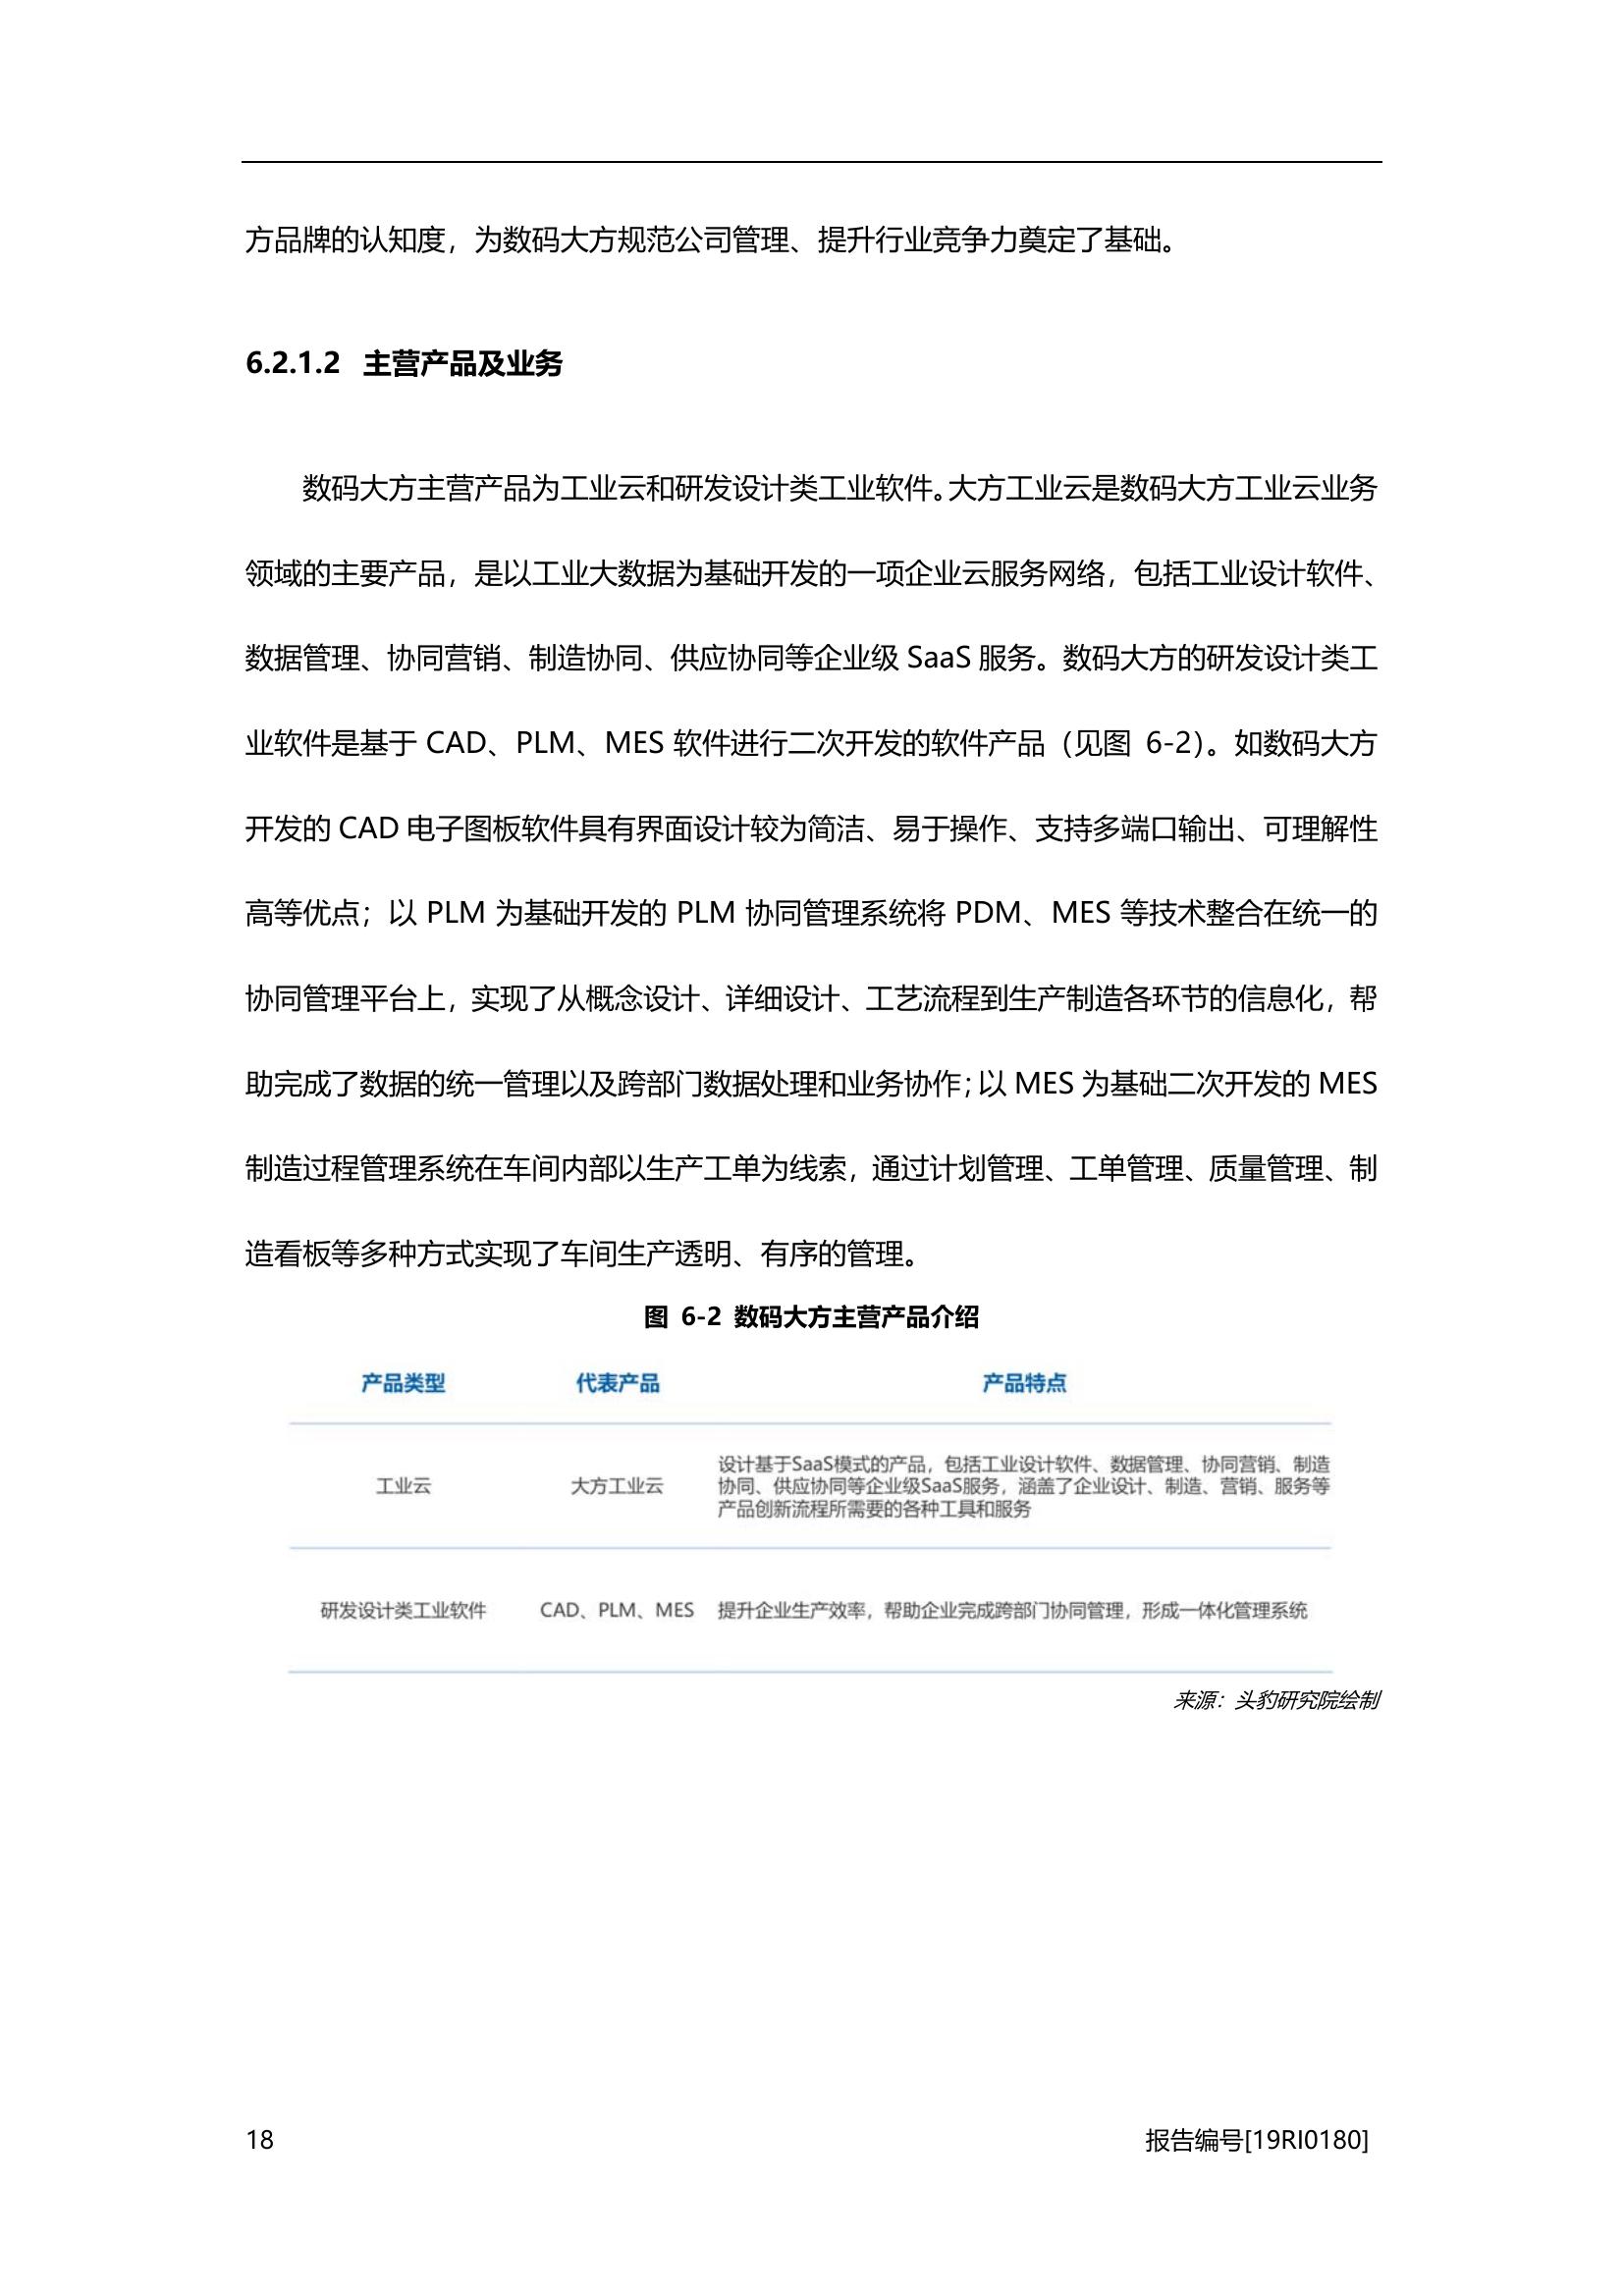 方品牌的认知度，为数码大方规范公司管理、提升行业竞争力奠定了基础。
6.2.1.2 主营产品及业务
数码大方主营产品为工业云和研发设计类工业软件。大方工业云是数码大方工业云业务
领域的主要产品，是以工业大数据为基础开发的一项企业云服务网络，包括工业设计软件、
数据管理、协同营销、制造协同、供应协同等企业级 SaaS 服务。数码大方的研发设计类工
业软件是基于 CAD、PLM、MES 软件进行二次开发的软件产品（见图 6-2）。如数码大方
开发的 CAD 电子图板软件具有界面设计较为简洁、易于操作、支持多端口输出、可理解性
高等优点；以 PLM 为基础开发的 PLM 协同管理系统将 PDM、MES 等技术整合在统一的
协同管理平台上，实现了从概念设计、详细设计、工艺流程到生产制造各环节的信息化，帮
助完成了数据的统一管理以及跨部门数据处理和业务协作；以 MES 为基础二次开发的 MES
制造过程管理系统在车间内部以生产工单为线索，通过计划管理、工单管理、质量管理、制
造看板等多种方式实现了车间生产透明、有序的管理。
图 6-2 数码大方主营产品介绍
产品类型 代表产品 产品特点
设计基于SaaS模式的产品，包括工业设计软件、数据管理、协同营销、制造
工业云 大方工业云 协同、供应协同等企业级SaaS服务，涵盖了企业设计、制造、营销、服务等
产品创新流程所需要的各种工具和服务
研发设计类工业软件 CAD、PLM、MES 提升企业生产效率，帮助企业完成跨部门协同管理，形成一体化管理系统
来源：头豹研究院绘制
18 报告编号[19RI0180]